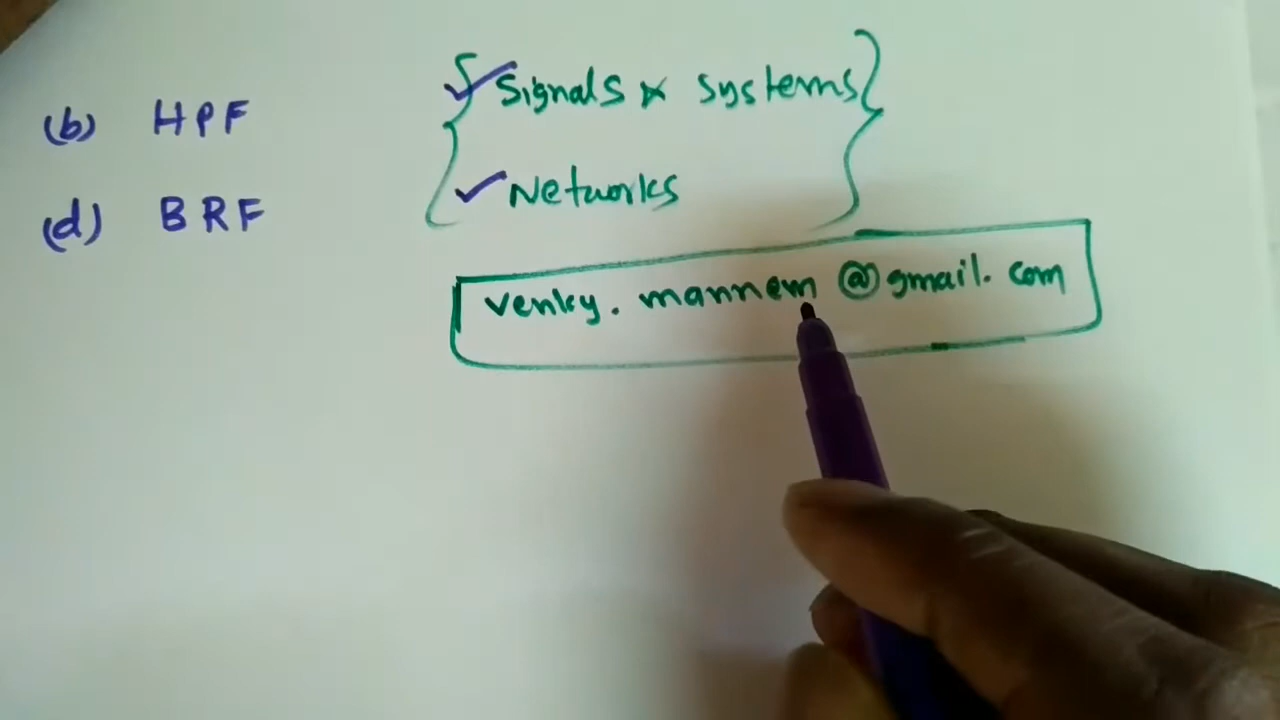 (b) HPF
(d) BRF
Signals & systems
Networks
venky.mannem@gmail.com